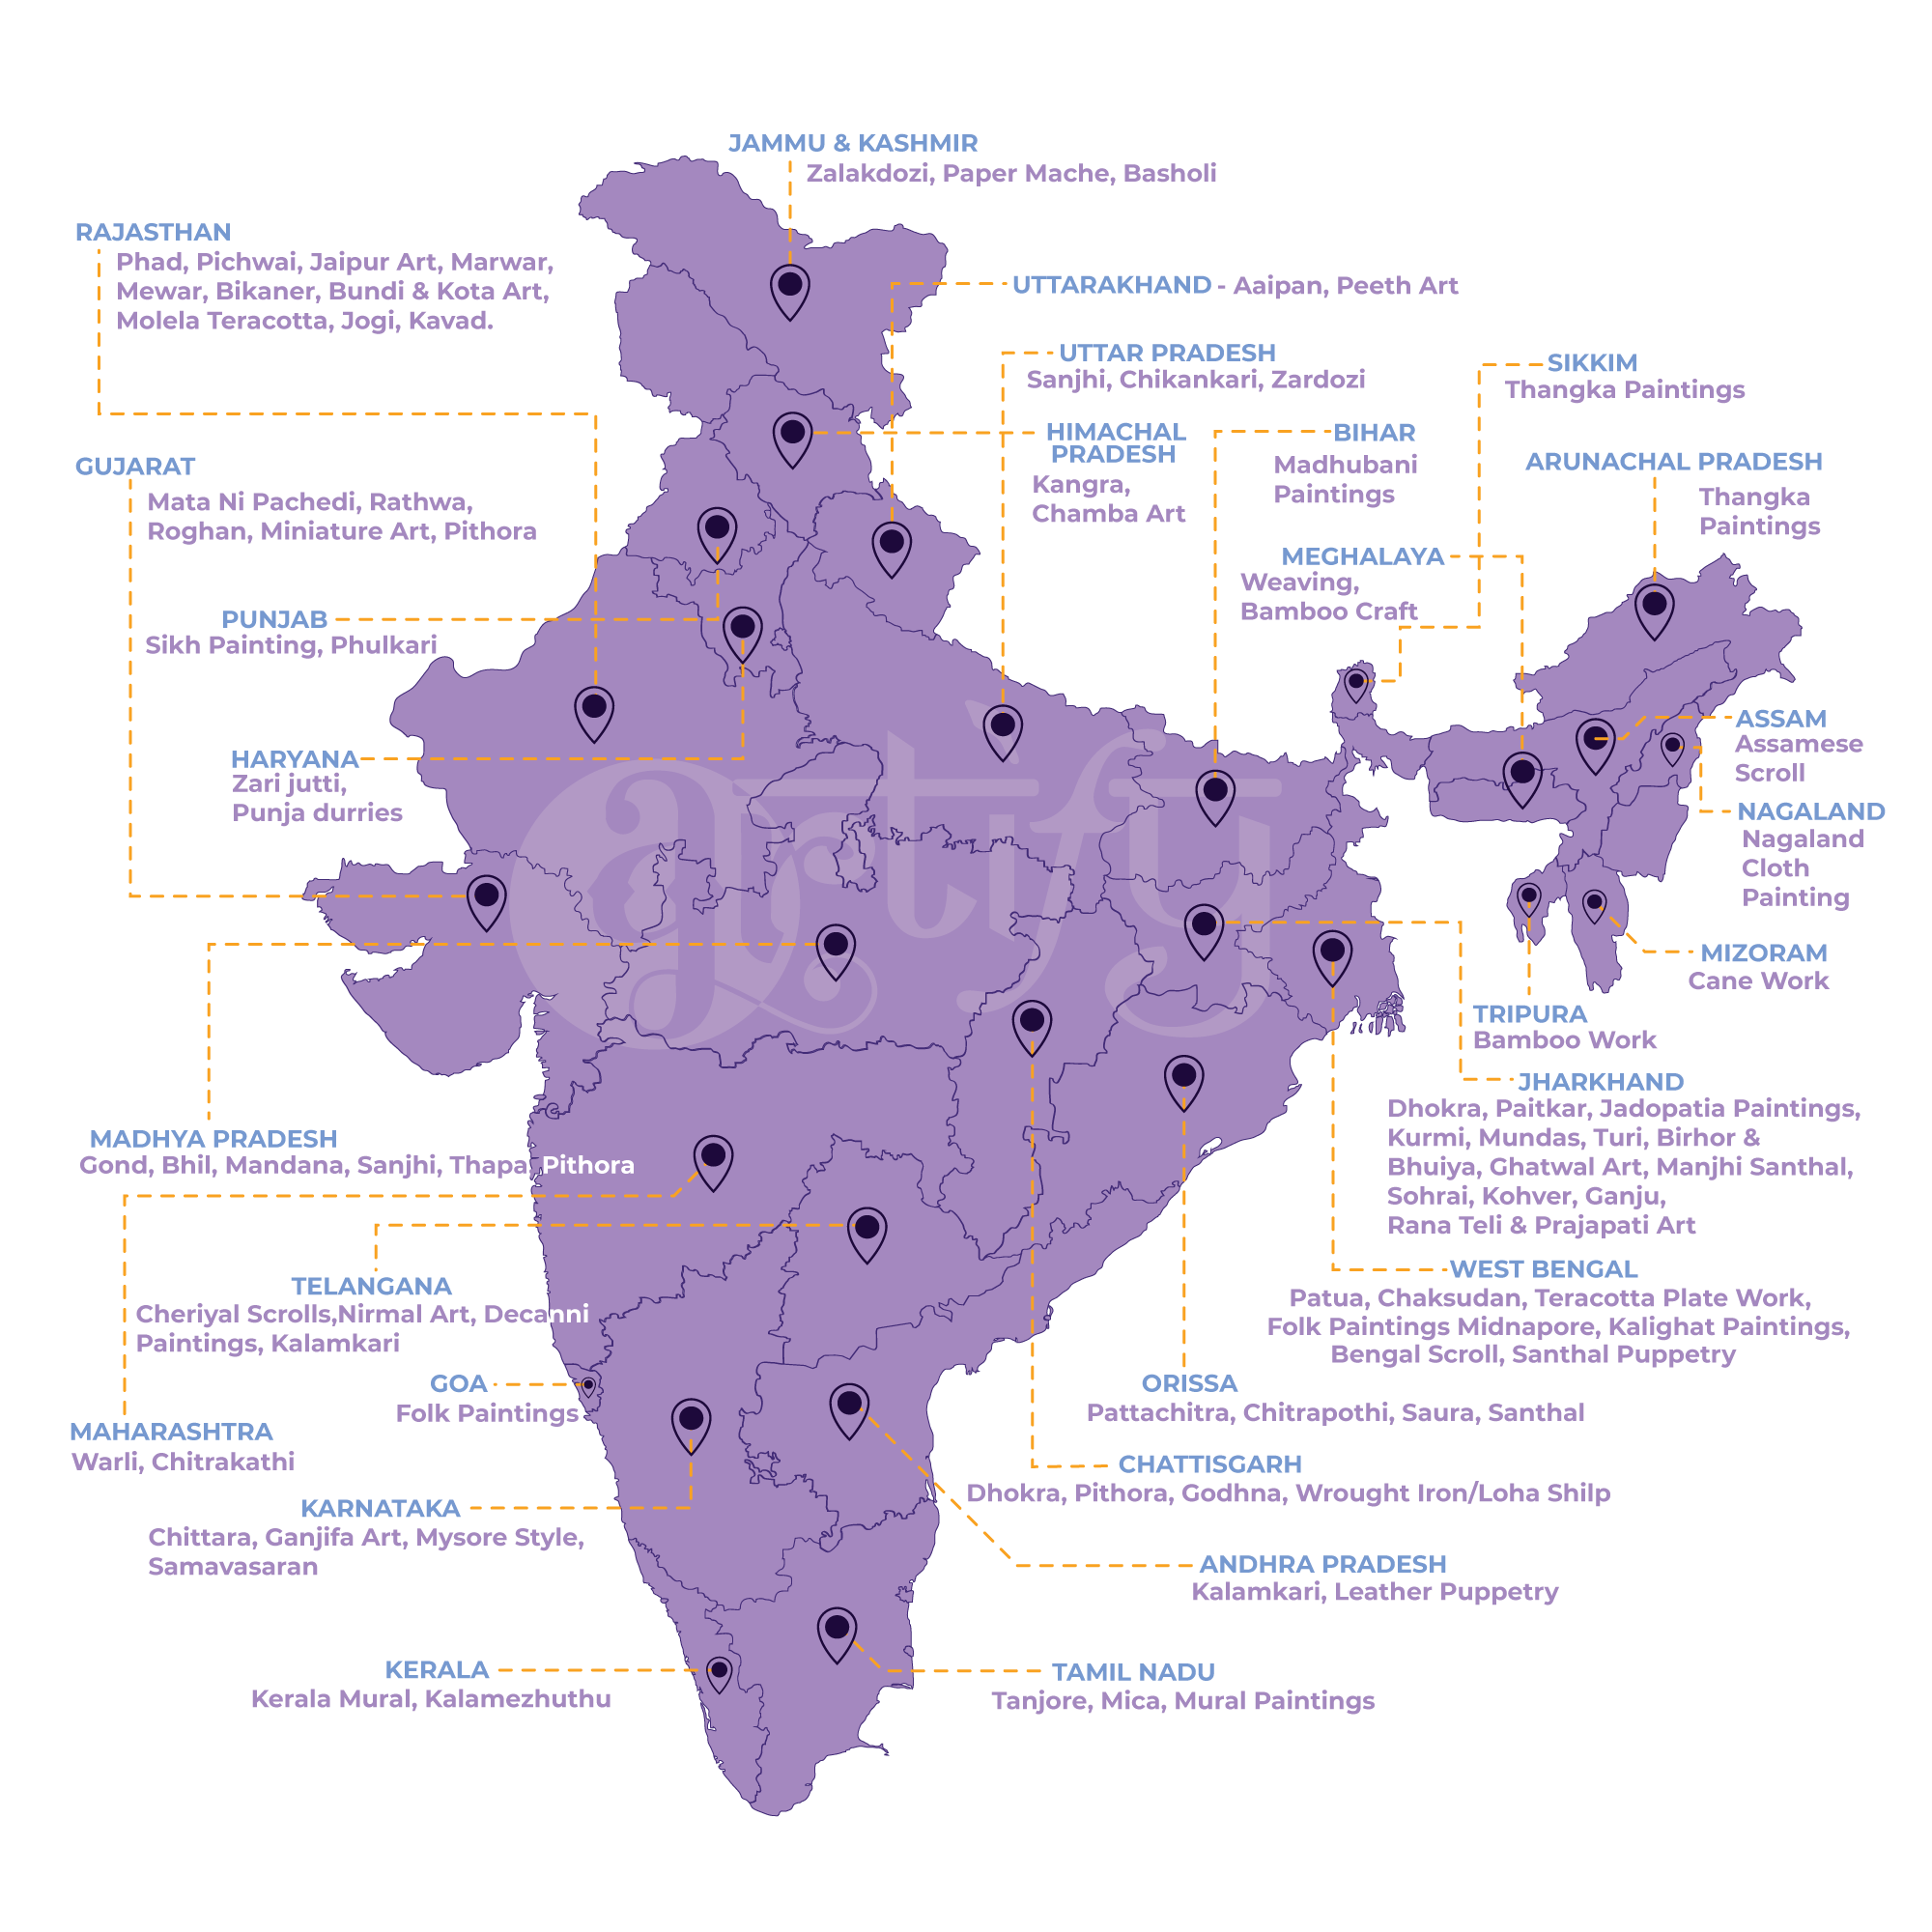 JAMMU & KASHMIR
Zalakdozi, Paper Mache, Basholi
RAJASTHAN
Phad, Pichwai, Jaipur Art, Marwar,
Mewar, Bikaner, Bundi & Kota Art,
Molela Teracotta, Jogi, Kavad.
UTTARAKHAND - Aaipan, Peeth Art
UTTAR PRADESH
Sanjhi, Chikankari, Zardozi
SIKKIM
Thangka Paintings
HIMACHAL
PRADESH
Kangra,
Chamba Art
BIHAR
Madhubani
Paintings
ARUNACHAL PRADESH
Thangka
Paintings
GUJARAT
Mata Ni Pachedi, Rathwa,
Roghan, Miniature Art, Pithora
MEGHALAYA
Weaving,
Bamboo Craft
PUNJAB
Sikh Painting, Phulkari
ASSAM
Assamese
Scroll
HARYANA
Zari jutti,
Punja durries
artify
NAGALAND
Nagaland
Cloth
Painting
MIZORAM
Cane Work
TRIPURA
Bamboo Work
JHARKHAND
Dhokra, Paitkar, Jadopatia Paintings,
Kurmi, Mundas, Turi, Birhor &
Bhuiya, Ghatwal Art, Manjhi Santhal,
Sohrai, Kohver, Ganju,
Rana Teli & Prajapati Art
MADHYA PRADESH
Gond, Bhil, Mandana, Sanjhi, Thapa, Pithora
TELANGANA
Cheriyal Scrolls,Nirmal Art, Decanni
Paintings, Kalamkari
WEST BENGAL
Patua, Chaksudan, Teracotta Plate Work,
Folk Paintings Midnapore, Kalighat Paintings,
Bengal Scroll, Santhal Puppetry
GOA
Folk Paintings
ORISSA
Pattachitra, Chitrapothi, Saura, Santhal
MAHARASHTRA
Warli, Chitrakathi
CHATTISGARH
Dhokra, Pithora, Godhna, Wrought Iron/Loha Shilp
KARNATAKA
Chittara, Ganjifa Art, Mysore Style,
Samavasaran
ANDHRA PRADESH
Kalamkari, Leather Puppetry
KERALA
Kerala Mural, Kalamezhuthu
TAMIL NADU
Tanjore, Mica, Mural Paintings